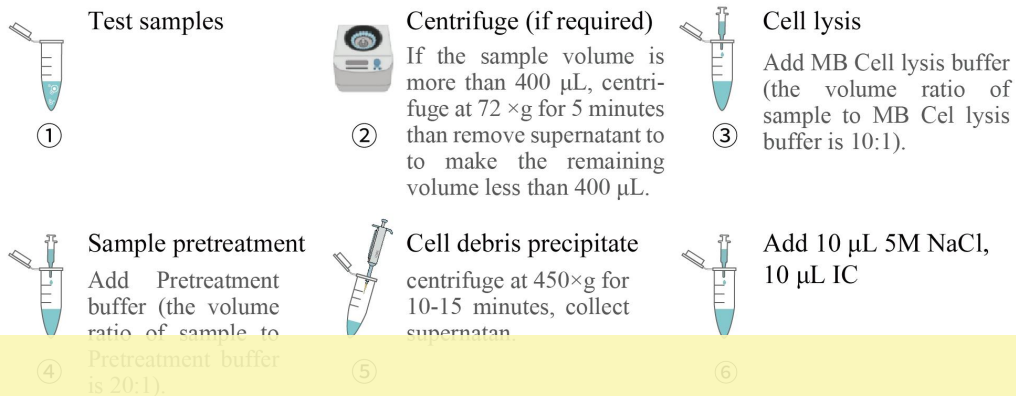 Test samples
①
Centrifuge (if required)
If the sample volume is
more than 400 μL, centri-
fuge at 72 ×g for 5 minutes
than remove supernatant to
to make the remaining
volume less than 400 μL.
②
Cell lysis
Add MB Cell lysis buffer
(the volume ratio of
sample to MB Cel lysis
buffer is 10:1).
③
Sample pretreatment
Add Pretreatment
buffer (the volume
ratio of sample to
Pretreatment buffer
is 20:1).
④
Cell debris precipitate
centrifuge at 450×g for
10-15 minutes, collect
supernatan.
⑤
Add 10 μL 5M NaCl,
10 μL IC
⑥